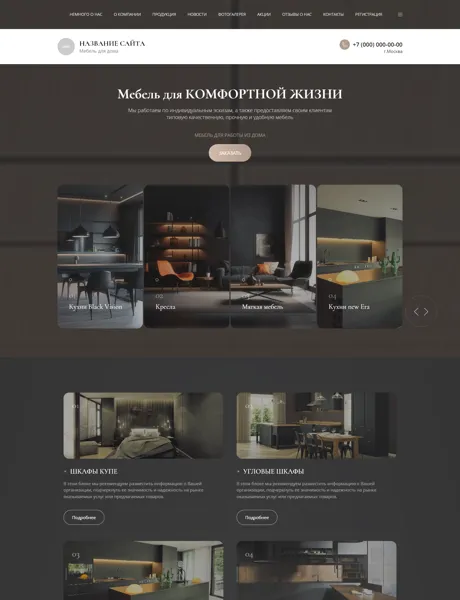 НЕМНОГО О НАС О КОМПАНИИ ПРОДУКЦИЯ НОВОСТИ ФОТОГАЛЕРЕЯ АКЦИИ ОТЗЫВЫ О НАС КОНТАКТЫ РЕГИСТРАЦИЯ
НАЗВАНИЕ САЙТА
Мебель для дома
+7 (000) 000-00-00
г.Москва
Мебель для КОМФОРТНОЙ ЖИЗНИ
Мы работаем по индивидуальным эскизам, а также предоставляем своим клиентам
типовую качественную, прочную и удобную мебель
МЕБЕЛЬ ДЛЯ РАБОТЫ ИЗ ДОМА
Кухня Black Vision
02
Кресла
Мягкая мебель
04
Кухни new Era
ШКАФЫ КУПЕ
В этом блоке мы рекомендуем разместить информацию о Вашей
организации, подчеркнуть ее значимость и надежность на рынке
оказываемых услуг или предлагаемых товаров.
Подробнее
УГЛОВЫЕ ШКАФЫ
В этом блоке мы рекомендуем разместить информацию о Вашей
организации, подчеркнуть ее значимость и надежность на рынке
оказываемых услуг или предлагаемых товаров.
Подробнее
03
04